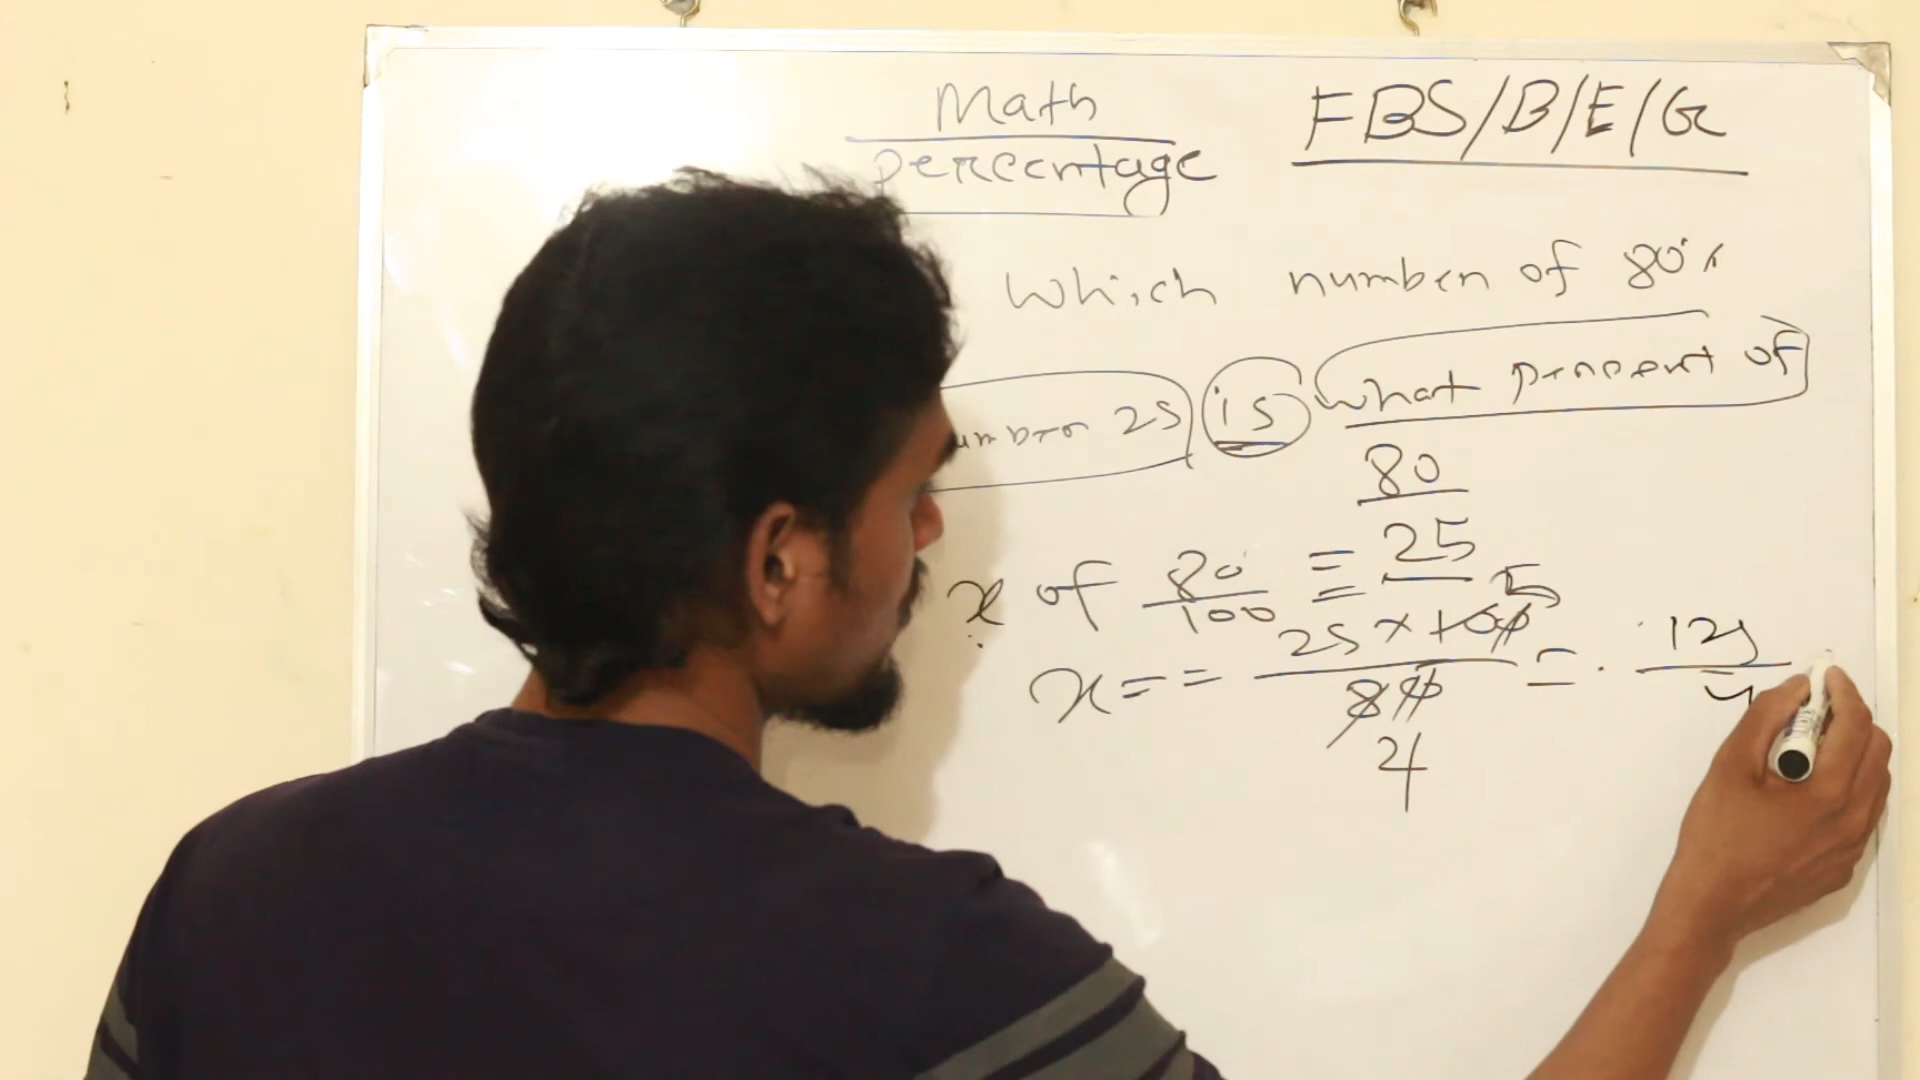 Math
percentage
FBS/B/E/G
Which number of 80%
25 is what percent of
80
x of 80/100 = 25
x = = 25 x 100 5 / 80 4 = 125 / 4